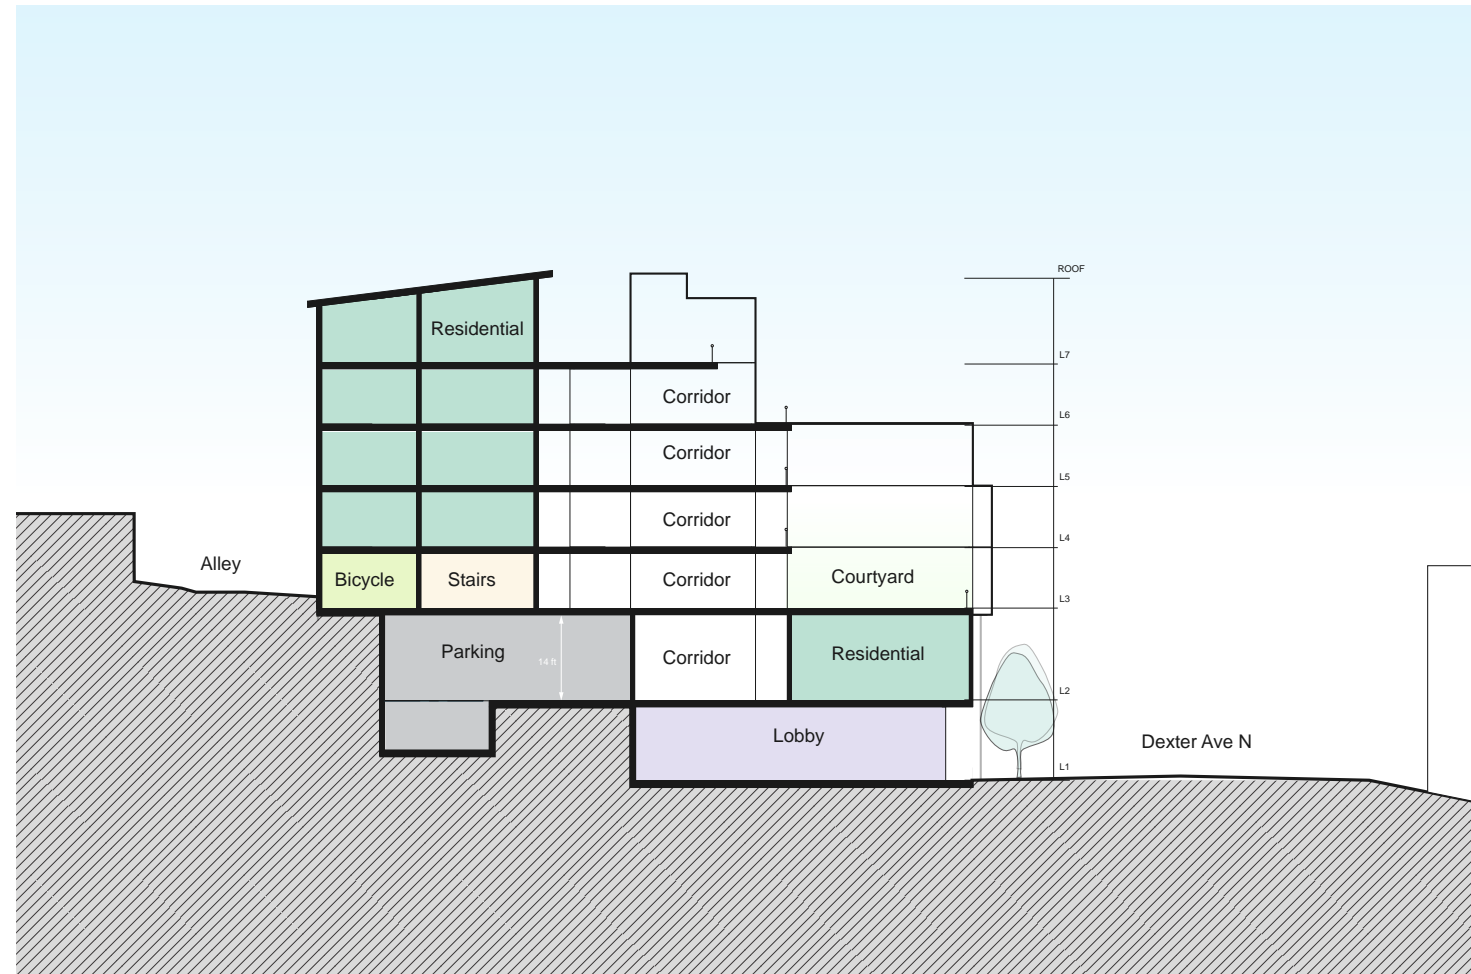 ROOF
Residential
L7
Corridor
L6
Corridor
L5
Corridor
L4
Alley
Bicycle
Stairs
Corridor
Courtyard
L3
Parking
14 ft
Corridor
Residential
L2
Lobby
Dexter Ave N
L1